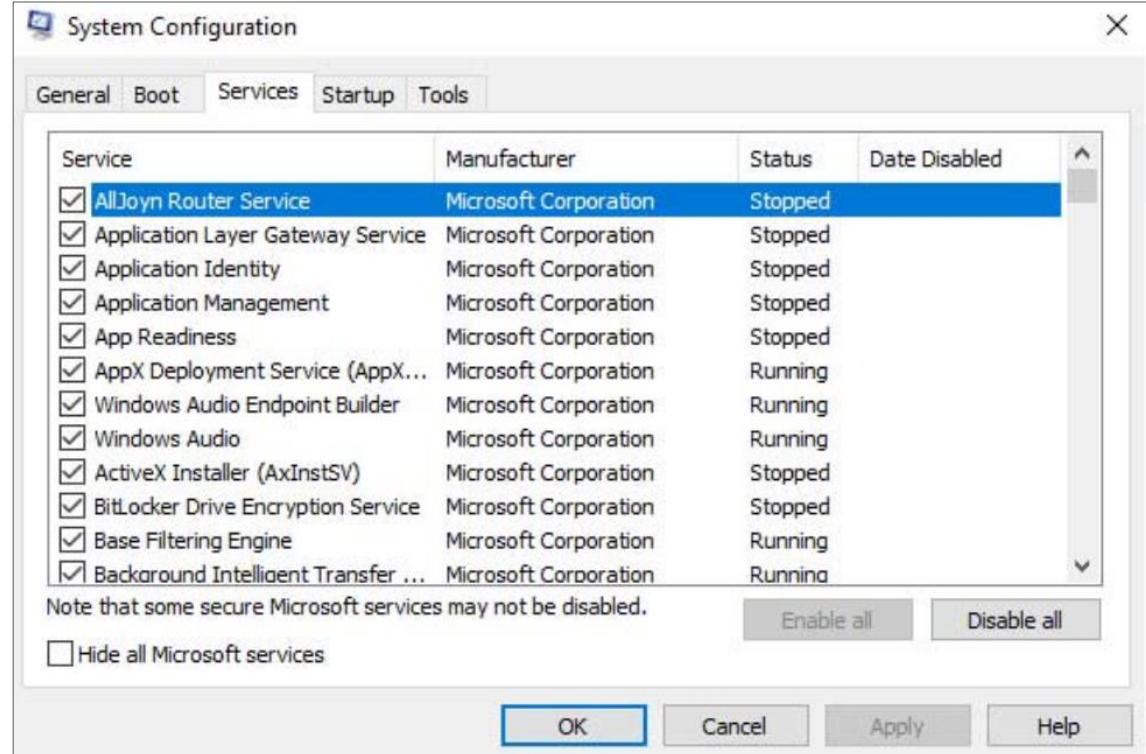 System Configuration
General Boot Services Startup Tools
Service Manufacturer Status Date Disabled
AllJoyn Router Service Microsoft Corporation Stopped
Application Layer Gateway Service Microsoft Corporation Stopped
Application Identity Microsoft Corporation Stopped
Application Management Microsoft Corporation Stopped
App Readiness Microsoft Corporation Stopped
AppX Deployment Service (AppX... Microsoft Corporation Running
Windows Audio Endpoint Builder Microsoft Corporation Running
Windows Audio Microsoft Corporation Running
ActiveX Installer (AxInstSV) Microsoft Corporation Stopped
BitLocker Drive Encryption Service Microsoft Corporation Stopped
Base Filtering Engine Microsoft Corporation Running
Background Intelligent Transfer ... Microsoft Corporation Running
Note that some secure Microsoft services may not be disabled.
Enable all Disable all
Hide all Microsoft services
OK Cancel Apply Help